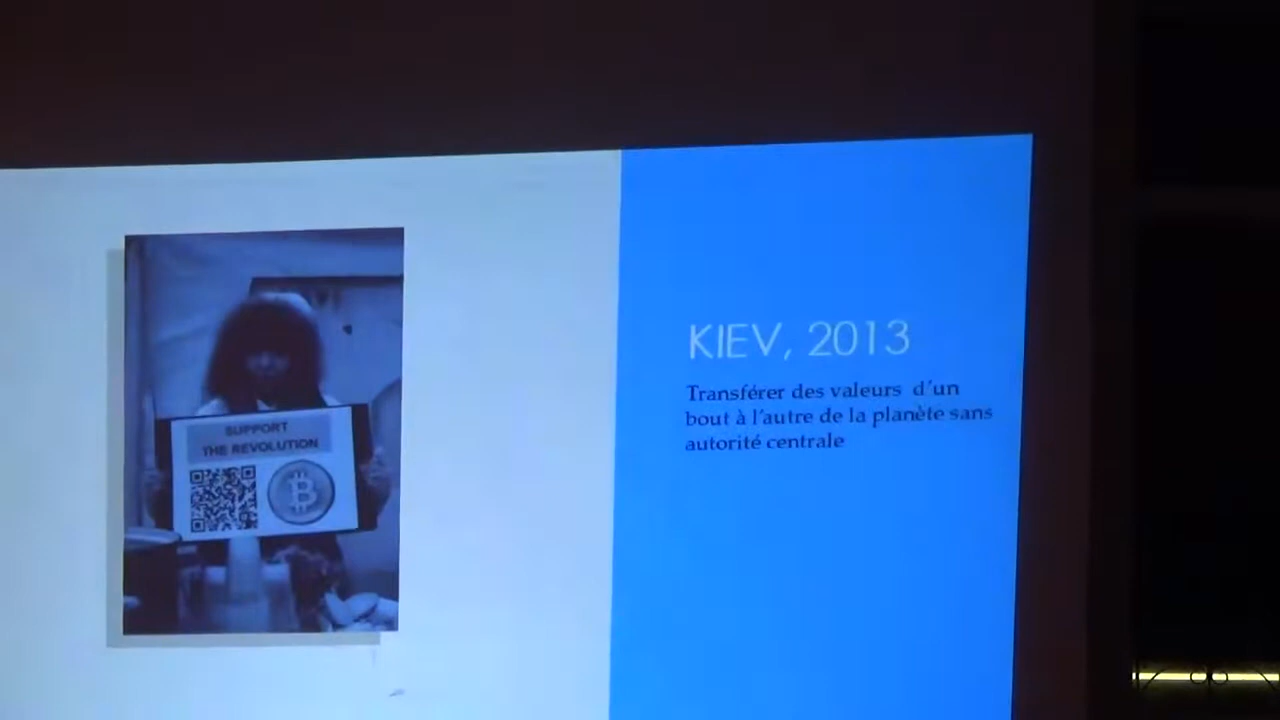 SUPPORT
THE REVOLUTION
KIEV, 2013
Transférer des valeurs d'un
bout à l'autre de la planète sans
autorité centrale